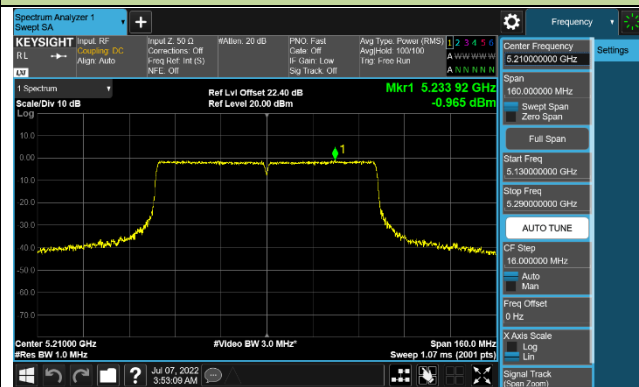 Spectrum Analyzer 1
Swept SA
Frequency
KEYSIGHT
RL
LXI
Input: RF
Coupling: DC
Align: Auto
Input Z: 50 Ω
Corrections: Off
Freq Ref: Int (S)
NFE: Off
#Atten: 20 dB
PNO: Fast
Gate: Off
IF Gain: Low
Sig Track: Off
Avg Type: Power (RMS)
Avg|Hold: 100/100
Trig: Free Run
1 2 3 4 5 6
A W W W W W
A N N N N N
1 Spectrum
Scale/Div 10 dB
Log
Ref Lvl Offset 22.40 dB
Ref Level 20.00 dBm
Mkr1 5.233 92 GHz
-0.965 dBm
1
10.0
0.00
-10.0
-20.0
-30.0
-40.0
-50.0
-60.0
-70.0
Center 5.21000 GHz
#Res BW 1.0 MHz
#Video BW 3.0 MHz*
Span 160.0 MHz
Sweep 1.07 ms (2001 pts)
Center Frequency
5.210000000 GHz
Settings
Span
160.000000 MHz
Swept Span
Zero Span
Full Span
Start Freq
5.130000000 GHz
Stop Freq
5.290000000 GHz
AUTO TUNE
CF Step
16.000000 MHz
Auto
Man
Freq Offset
0 Hz
X Axis Scale
Log
Lin
Signal Track
(Span Zoom)
?
Jul 07, 2022
3:53:09 AM